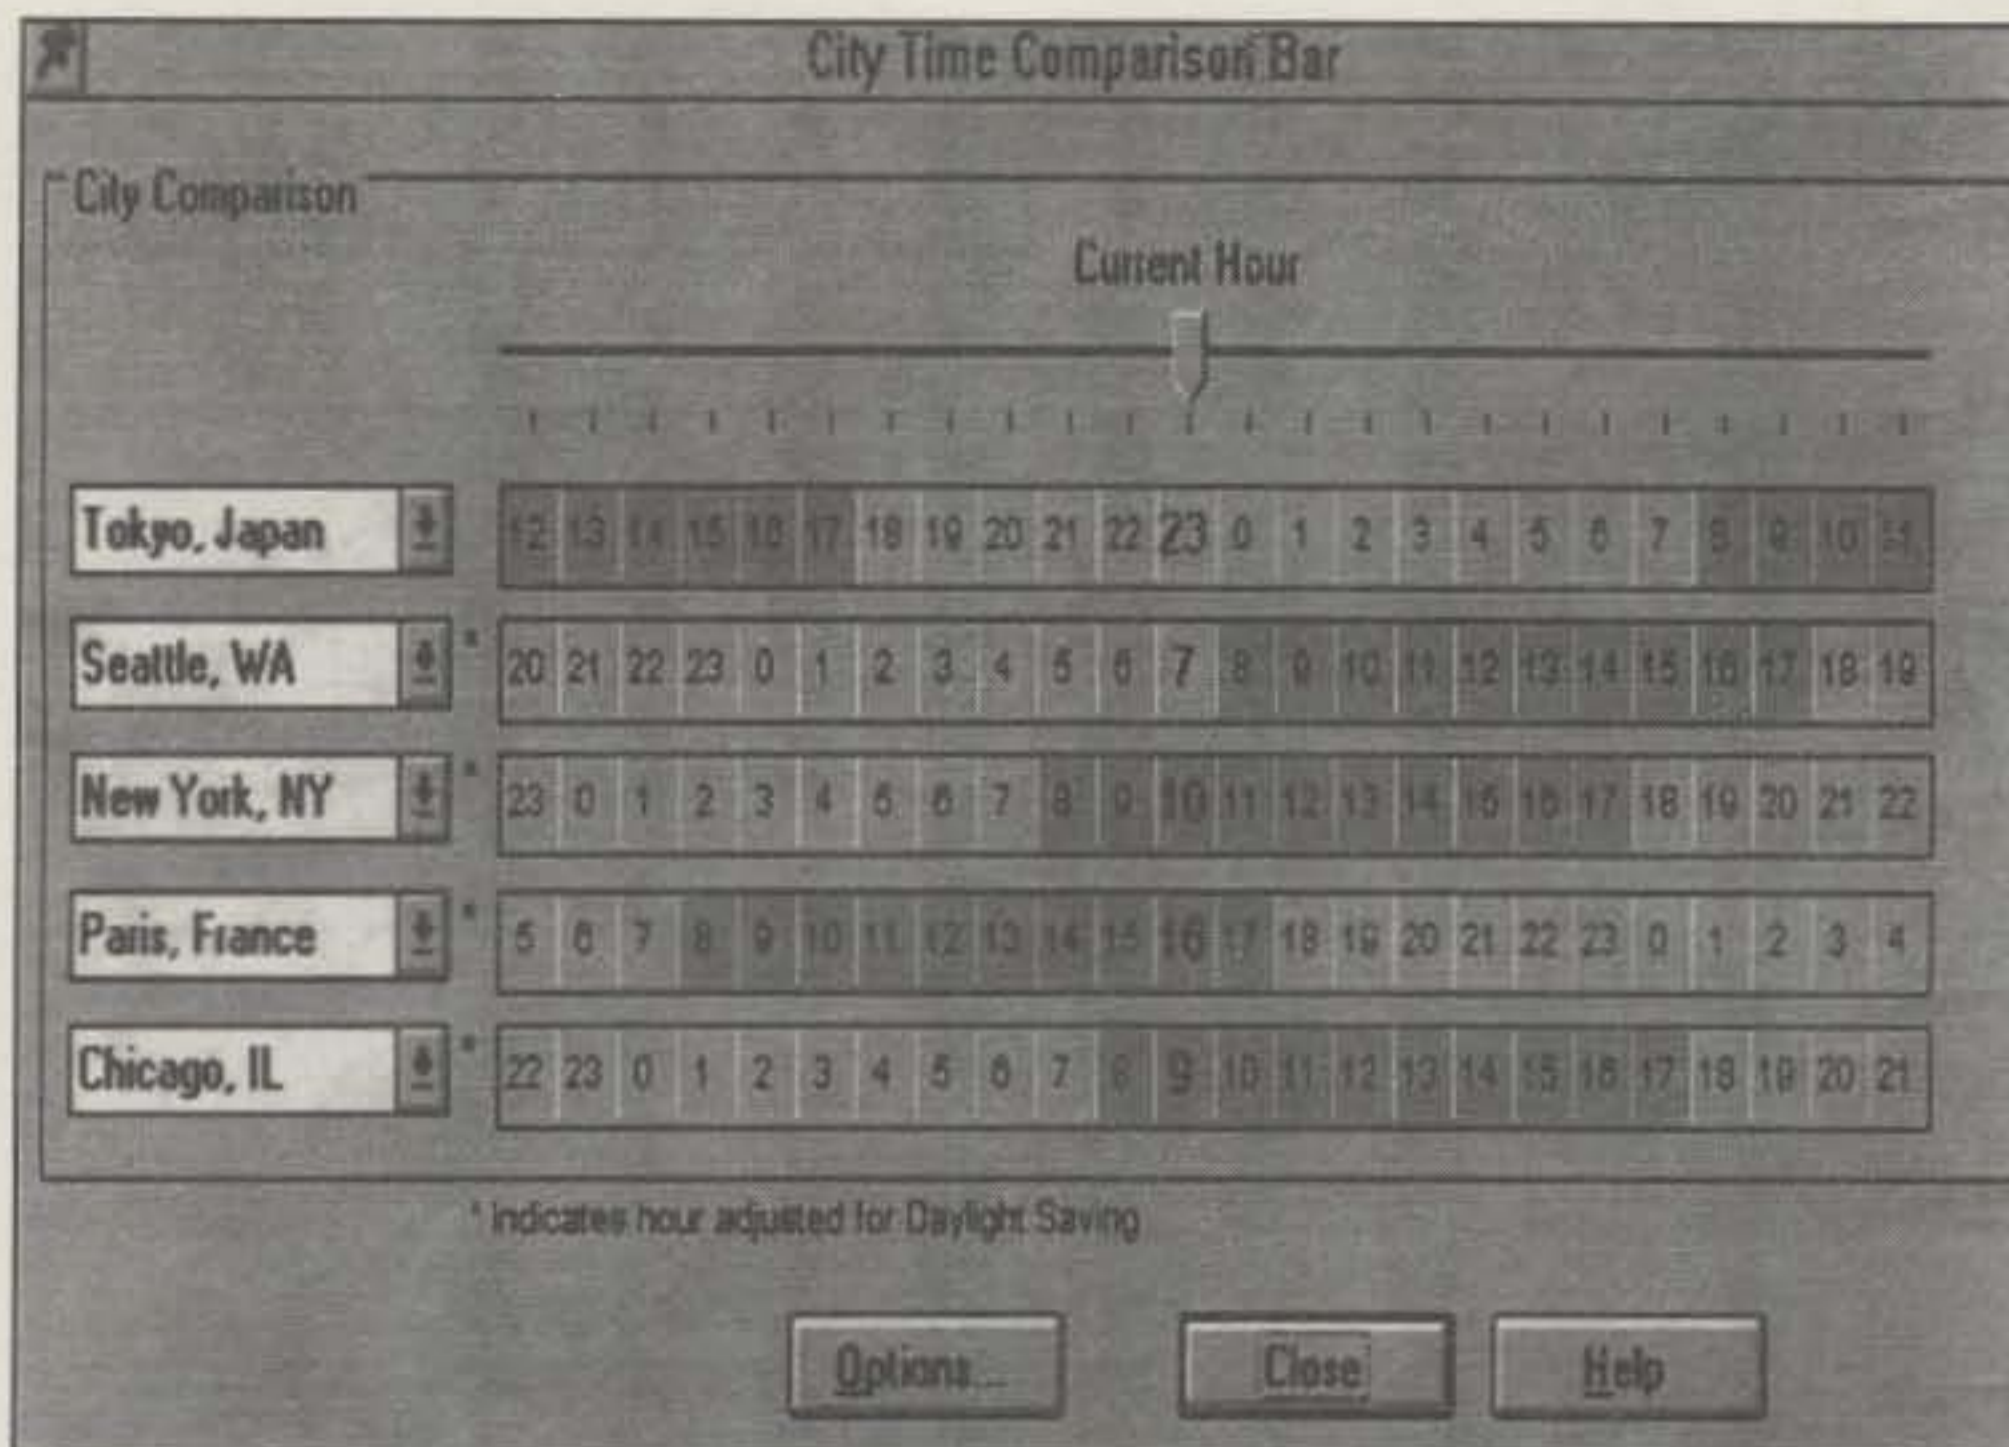 City Time Comparison Bar
City Comparison
Current Hour
Tokyo, Japan 12 13 14 15 16 17 18 19 20 21 22 23 0 1 2 3 4 5 6 7 8 9 10 11
Seattle, WA * 20 21 22 23 0 1 2 3 4 5 6 7 8 9 10 11 12 13 14 15 16 17 18 19
New York, NY * 23 0 1 2 3 4 5 6 7 8 9 10 11 12 13 14 15 16 17 18 19 20 21 22
Paris, France * 5 6 7 8 9 10 11 12 13 14 15 16 17 18 19 20 21 22 23 0 1 2 3 4
Chicago, IL * 22 23 0 1 2 3 4 5 6 7 8 9 10 11 12 13 14 15 16 17 18 19 20 21
* Indicates hour adjusted for Daylight Saving
Options... Close Help